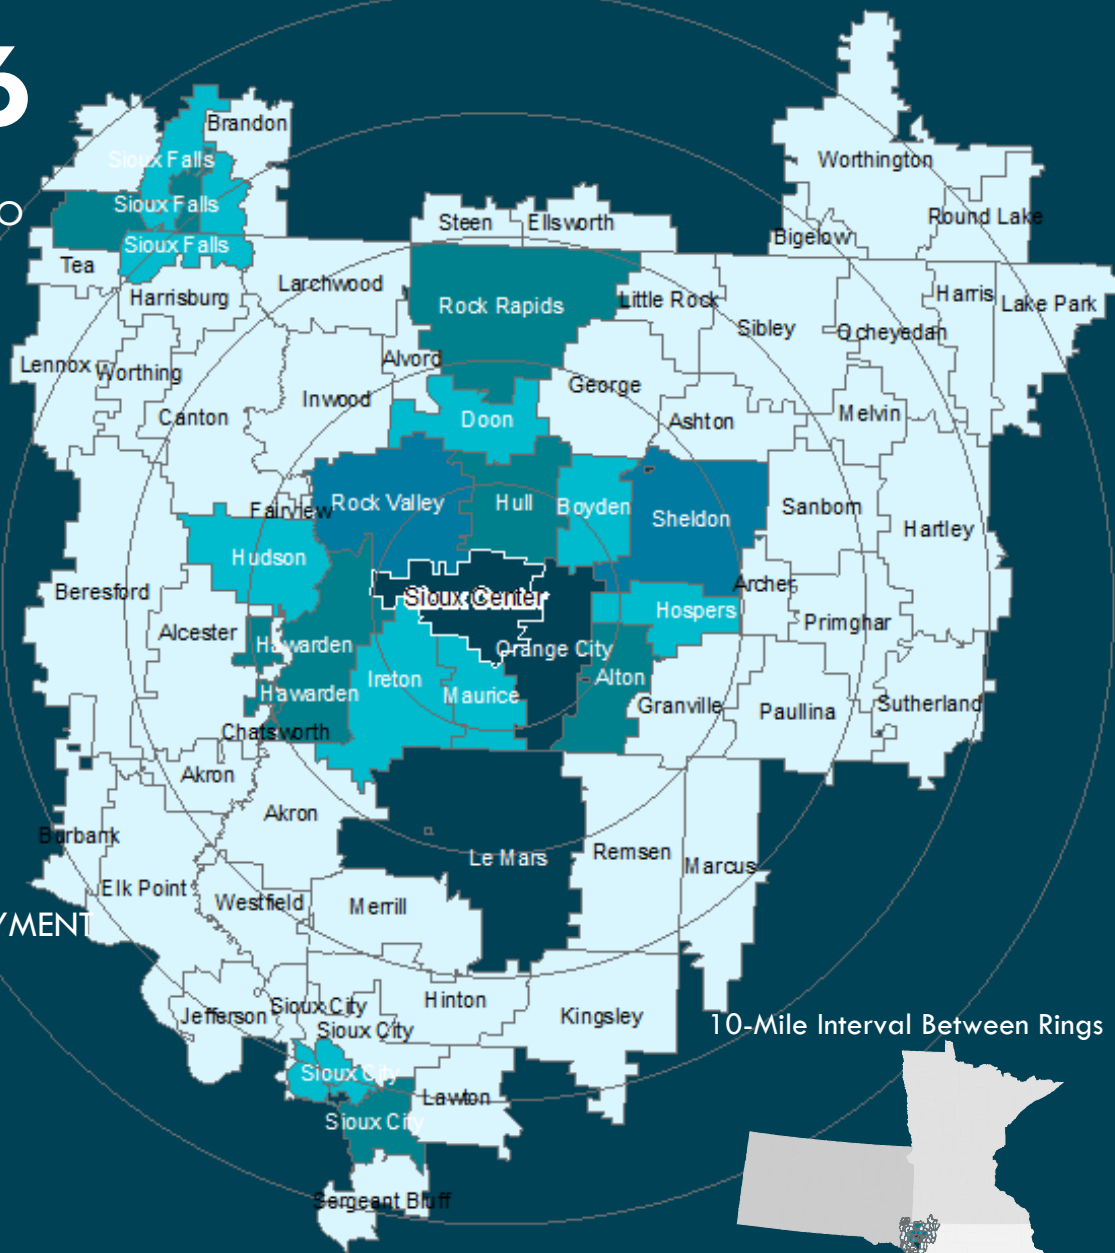 6
Brandon
Sioux Falls
Worthington
Sioux Falls
o
Round Lake
Steen
Ellsworth
Bigelow
Sioux Falls
Tea
Larchwood
Harris
Harrisburg
Little Rock
Lake Park
Rock Rapids
Sibley
Ocheyedan
Alvord
Lennox
Worthing
George
Inwood
Melvin
Canton
Doon
Ashton
Rock Valley
Hull
Boyden
Sanborn
Fairview
Sheldon
Hartley
Hudson
Archer
Beresford
Sioux Center
Hospers
Primghar
Alcester
Hawarden
Orange City
Ireton
Alton
Hawarden
Maurice
Granville
Paullina
Sutherland
Chatsworth
Akron
Akron
Burbank
Le Mars
Remsen
Marcus
Elk Point
Westfield
Merrill
YMENT
Hinton
Sioux City
Jefferson
Kingsley
Sioux City
10-Mile Interval Between Rings
Sioux City
Lawton
Sioux City
Sergeant Bluff